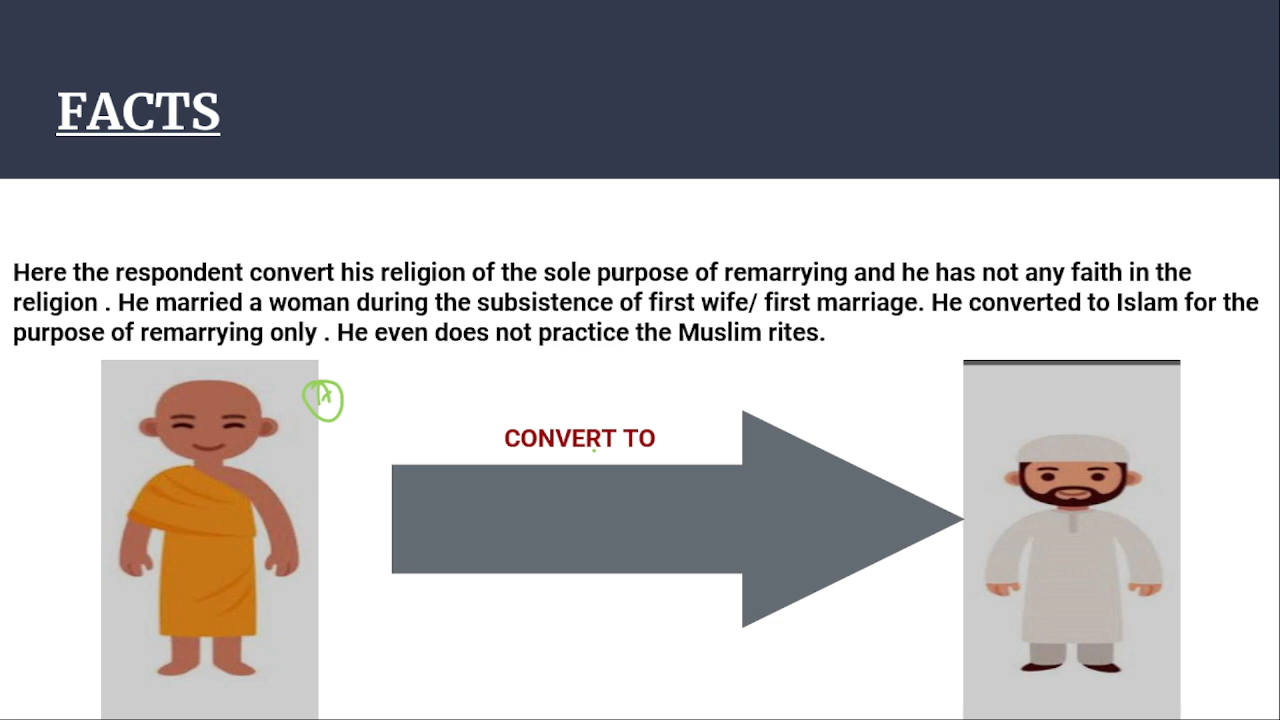 FACTS
Here the respondent convert his religion of the sole purpose of remarrying and he has not any faith in the
religion . He married a woman during the subsistence of first wife/ first marriage. He converted to Islam for the
purpose of remarrying only . He even does not practice the Muslim rites.
CONVERT TO